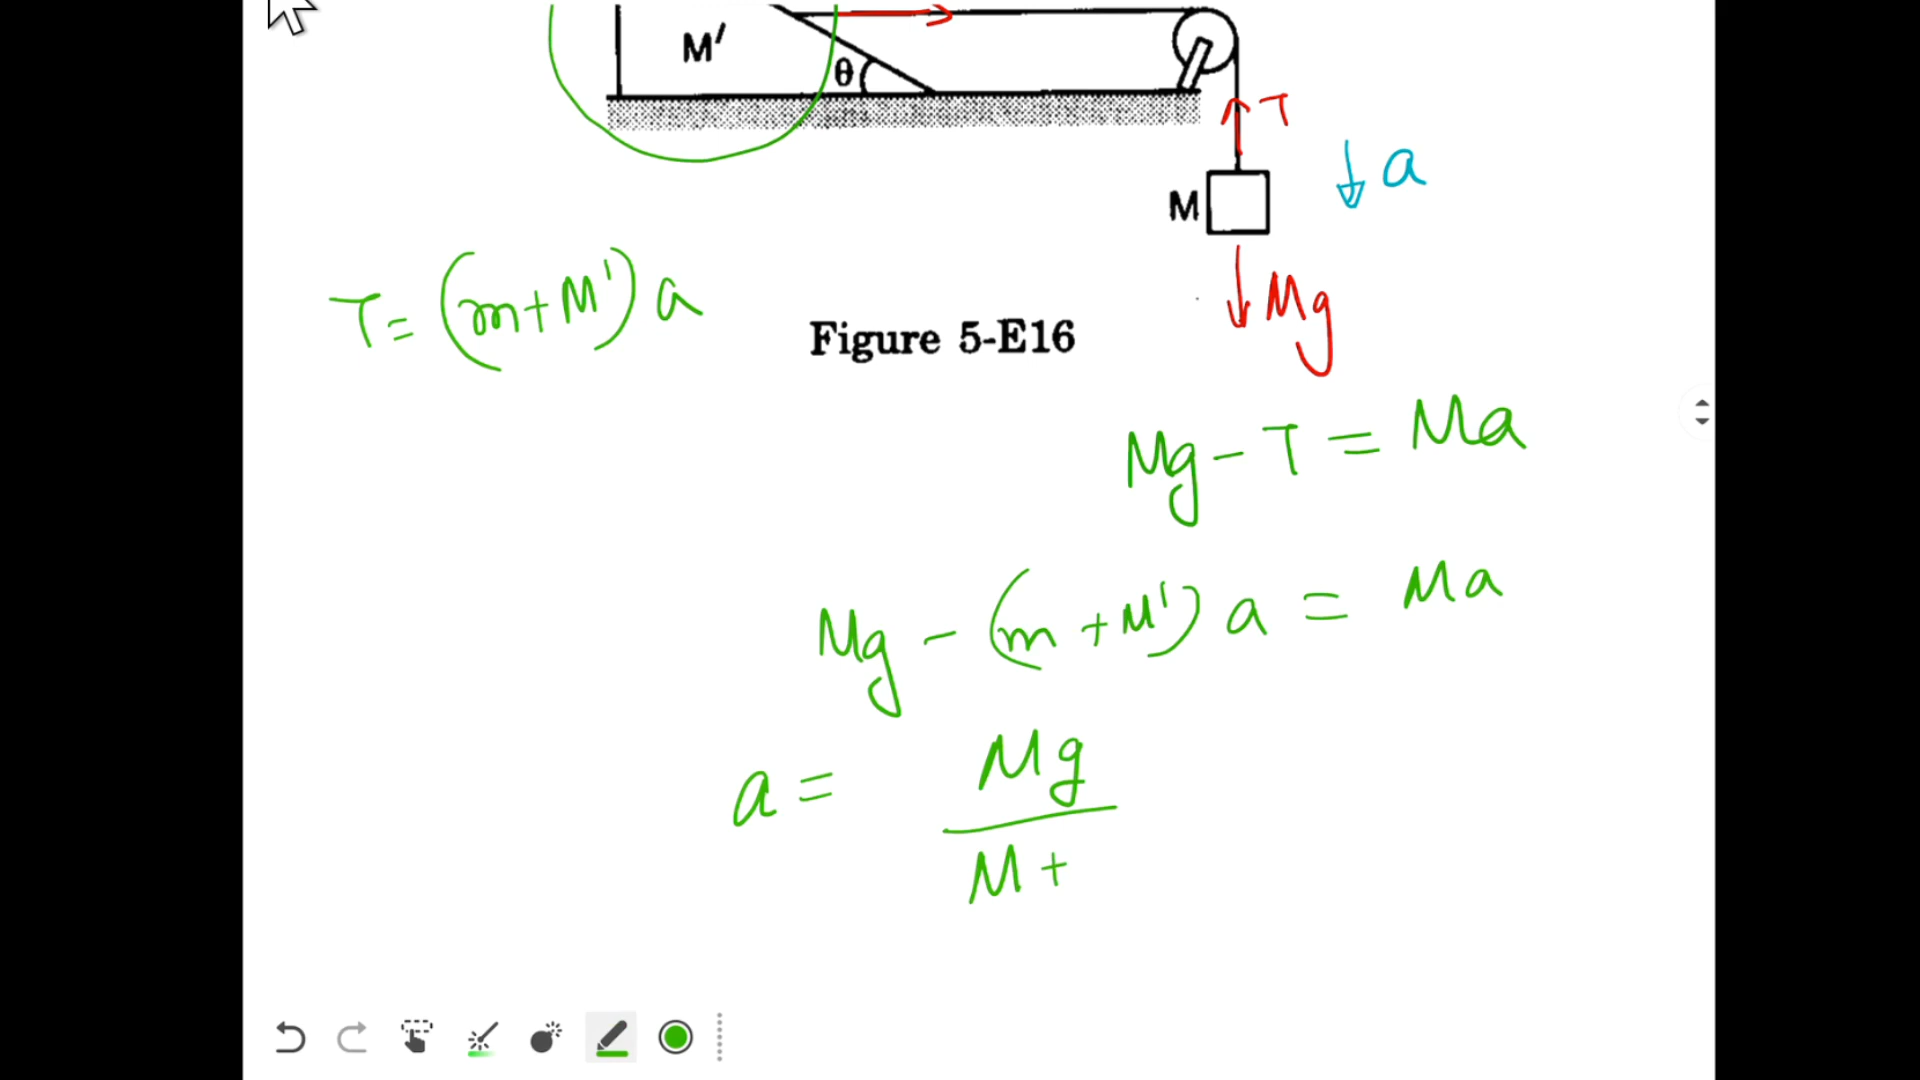 M′
θ
T
a
M
T = (m+M') a
Mg
Figure 5-E16
Mg - T = Ma
Mg - (m + M') a = Ma
a = Mg
M +